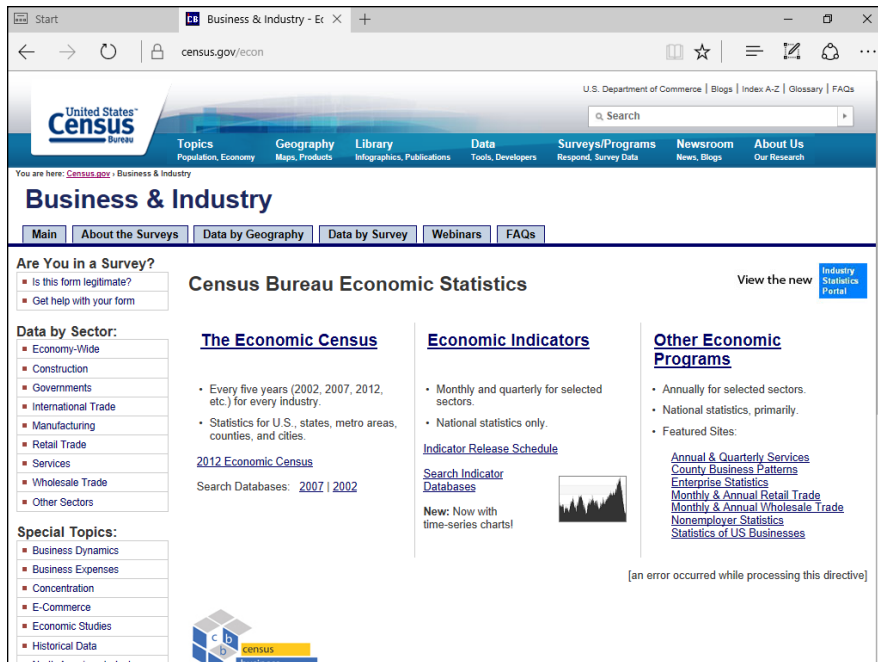 Start
Business & Industry - Ec
census.gov/econ
U.S. Department of Commerce | Blogs | Index A-Z | Glossary | FAQs
United States™
Census
Bureau
Search
Topics
Population, Economy
Geography
Maps, Products
Library
Infographics, Publications
Data
Tools, Developers
Surveys/Programs
Respond, Survey Data
Newsroom
News, Blogs
About Us
Our Research
You are here: Census.gov › Business & Industry
Business & Industry
Main
About the Surveys
Data by Geography
Data by Survey
Webinars
FAQs
Are You in a Survey?
Is this form legitimate?
Get help with your form
Data by Sector:
Economy-Wide
Construction
Governments
International Trade
Manufacturing
Retail Trade
Services
Wholesale Trade
Other Sectors
Special Topics:
Business Dynamics
Business Expenses
Concentration
E-Commerce
Economic Studies
Historical Data
Census Bureau Economic Statistics
View the new
Industry
Statistics
Portal
The Economic Census
• Every five years (2002, 2007, 2012,
etc.) for every industry.
• Statistics for U.S., states, metro areas,
counties, and cities.
2012 Economic Census
Search Databases: 2007 | 2002
Economic Indicators
• Monthly and quarterly for selected
sectors.
• National statistics only.
Indicator Release Schedule
Search Indicator
Databases
New: Now with
time-series charts!
Other Economic
Programs
• Annually for selected sectors.
• National statistics, primarily.
• Featured Sites:
Annual & Quarterly Services
County Business Patterns
Enterprise Statistics
Monthly & Annual Retail Trade
Monthly & Annual Wholesale Trade
Nonemployer Statistics
Statistics of US Businesses
[an error occurred while processing this directive]
c b
b
census